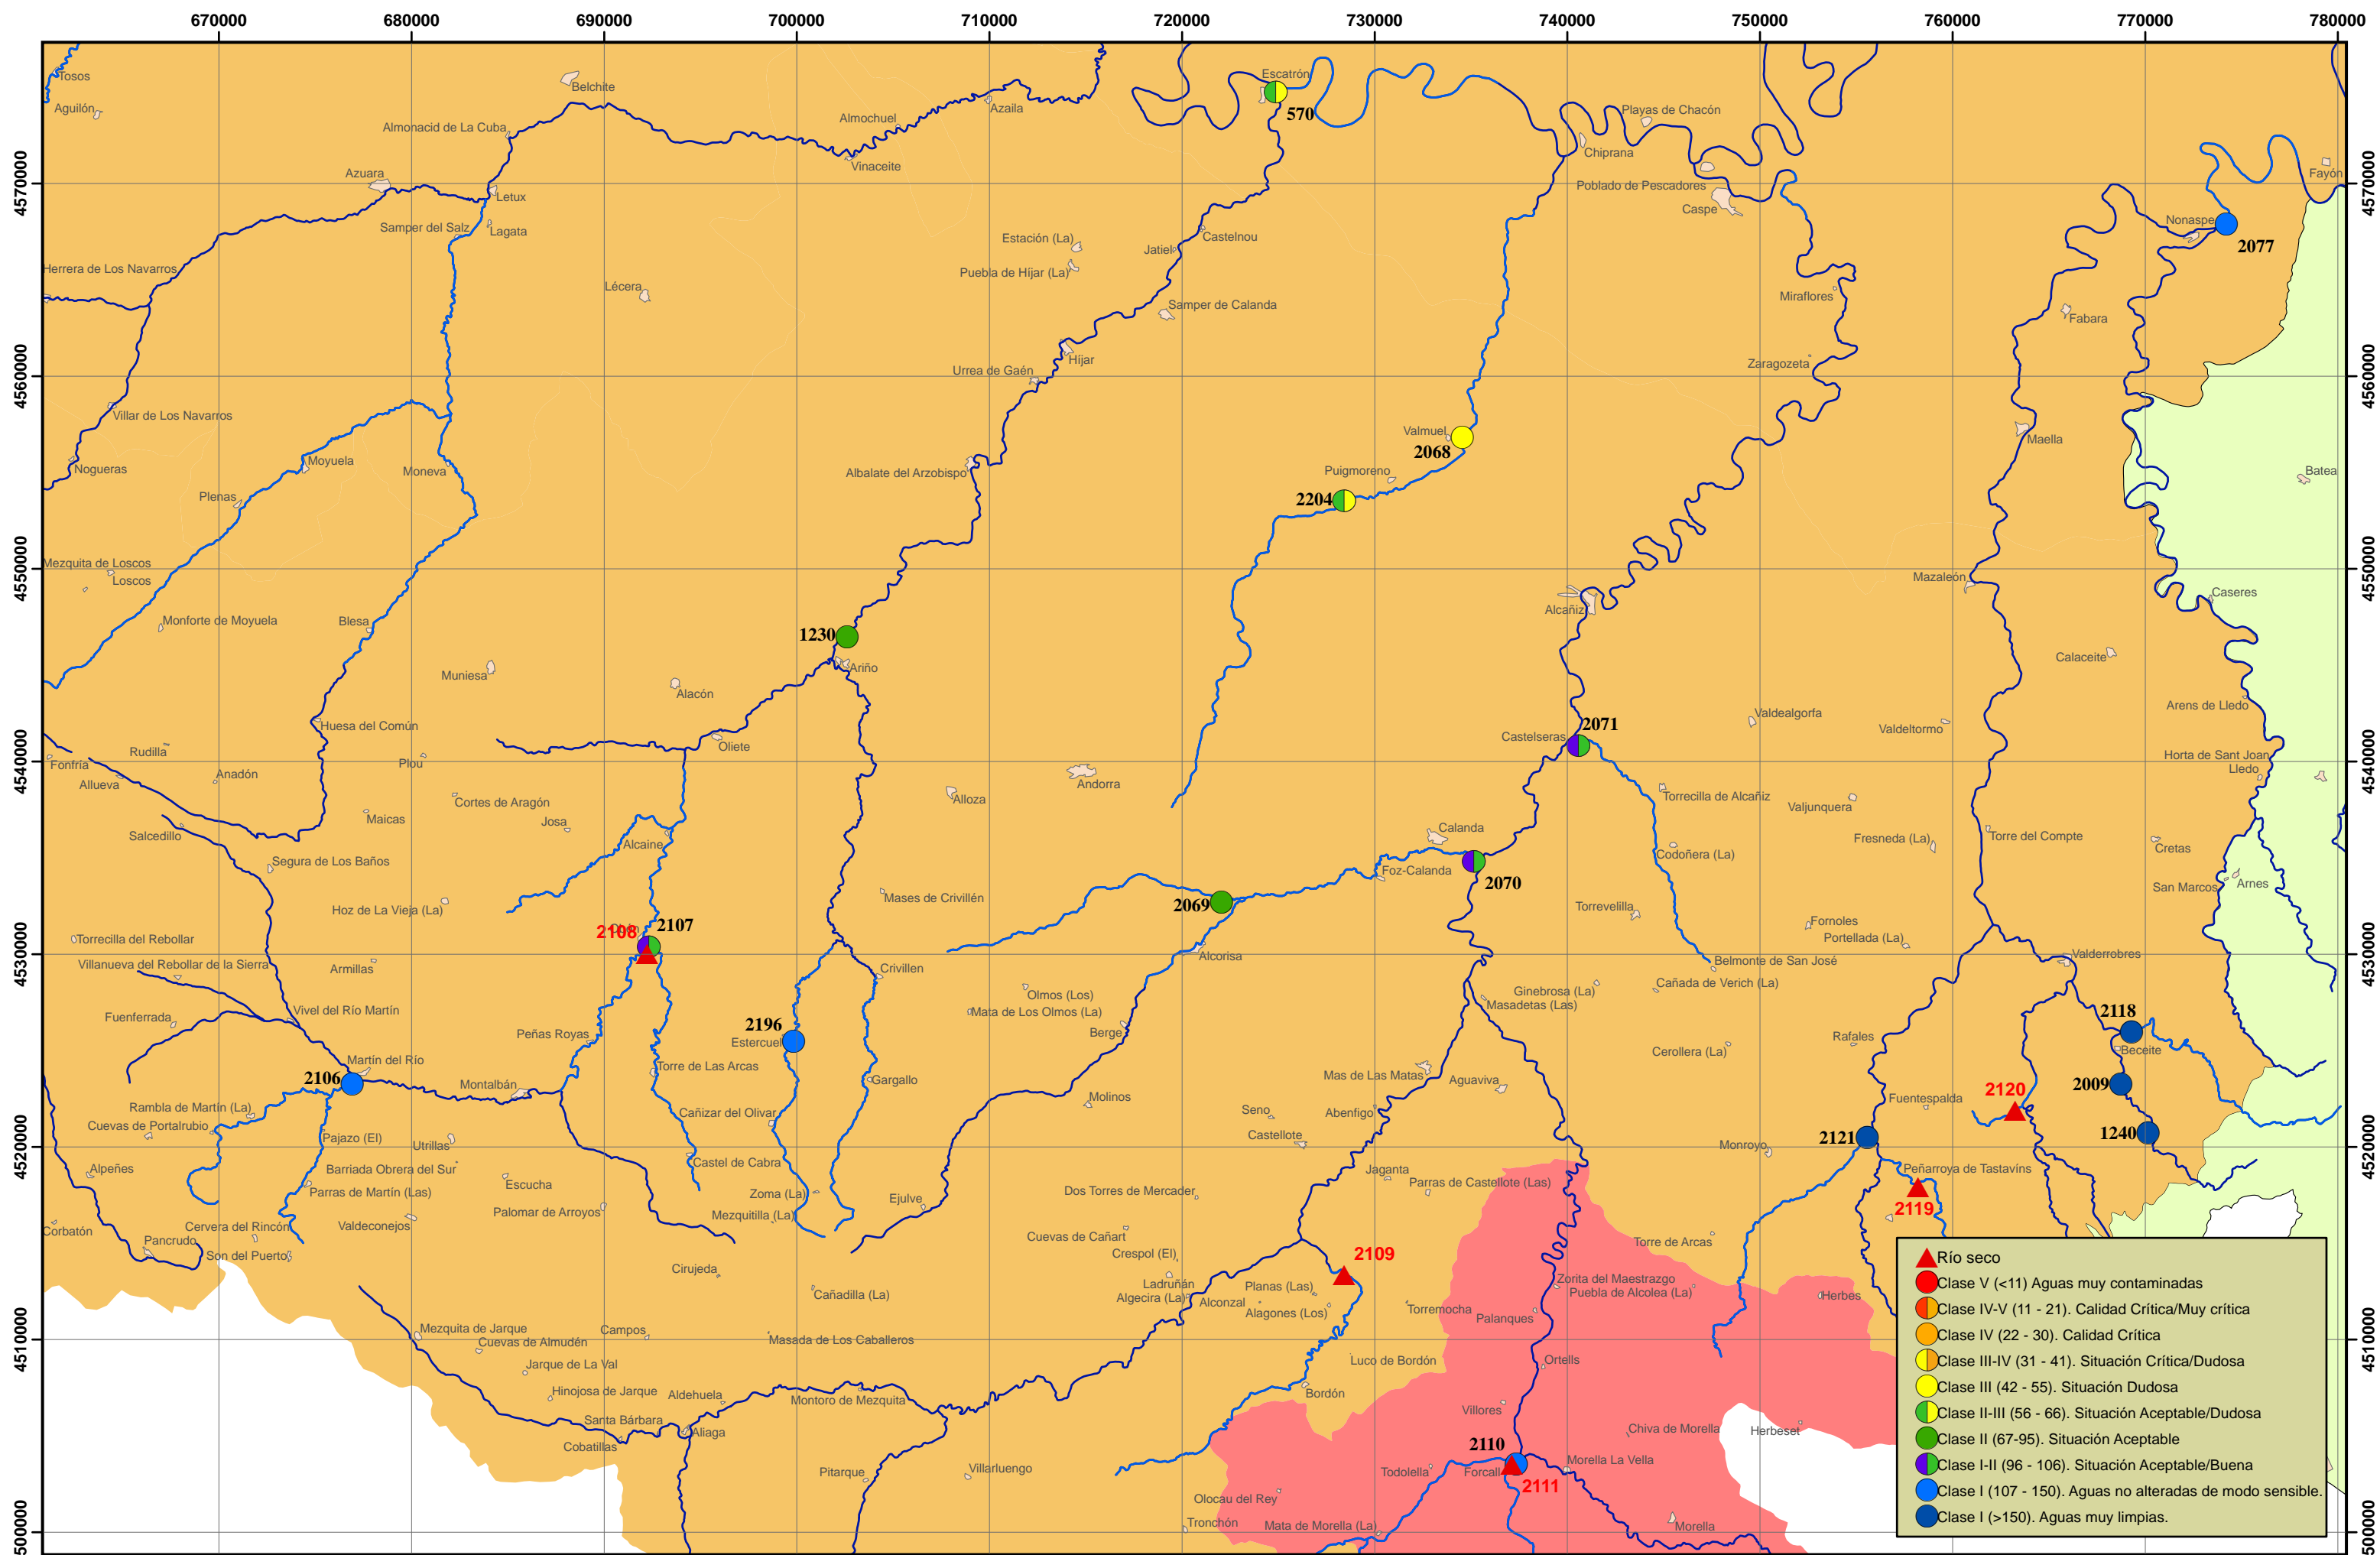 670000 680000 690000 700000 710000 720000 730000 740000 750000 760000 770000 780000
Tosos
Belchite
Escatrón
Aguilón
Azaila
570
Playas de Chacón
Almonacid de La Cuba
Almochuel
Vinaceite
Chiprana
4570000
Azuara
Letux
Poblado de Pescadores
Caspe
Fayón
4570000
Samper del Salz
Lagata
Nonaspe
2077
Herrera de Los Navarros
Estación (La)
Jatiel
Castelnou
Puebla de Híjar (La)
Lécera
Samper de Calanda
Miraflores
Fabara
4560000
Híjar
Urrea de Gaén
Zaragozeta
4560000
Villar de Los Navarros
Valmuel
2068
Maella
Nogueras
Moyuela
Moneva
Albalate del Arzobispo
Puigmoreno
Batea
Plenas
2204
4550000
Mezquita de Loscos
Loscos
Mazaleón
4550000
Caseres
Monforte de Moyuela
Blesa
1230
Alcañiz
Ariño
Muniesa
Alacón
Calaceite
Arens de Lledo
Huesa del Común
2071
Valdealgorfa
Valdeltormo
4540000
Rudilla
Fonfría
Allueva
Anadón
Plou
Oliete
Castelseras
Horta de Sant Joan
Lledo
4540000
Andorra
Alloza
Torrecilla de Alcañiz
Valjunquera
Cortes de Aragón
Maicas
Josa
Salcedillo
Calanda
Alcaine
Fresneda (La)
Torre del Compte
Cretas
Segura de Los Baños
Codoñera (La)
Foz-Calanda
2070
San Marcos
Arnes
Mases de Crivillén
2069
Hoz de La Vieja (La)
Torrevelilla
Fornoles
2108
2107
Portellada (La)
4530000
Torrecilla del Rebollar
Villanueva del Rebollar de la Sierra
Armillas
Alcorisa
Valderrobres
4530000
Crivillen
Belmonte de San José
Cañada de Verich (La)
Ginebrosa (La)
Masadetas (Las)
Olmos (Los)
Mata de Los Olmos (La)
Vivel del Río Martín
Fuenferrada
Peñas Royas
2196
Estercuel
Berge
Rafales
2118
Beceite
Cerollera (La)
Martín del Río
2106
Montalbán
Torre de Las Arcas
Gargallo
Mas de Las Matas
Aguaviva
2009
Molinos
2120
Rambla de Martín (La)
Cuevas de Portalrubio
Cañizar del Olivar
Seno
Abenfigo
Fuentespalda
4520000
Pajazo (El)
Utrillas
Castellote
Monroyo
2121
1240
4520000
Alpeñes
Barriada Obrera del Sur
Castel de Cabra
Jaganta
Peñarroya de Tastavins
Escucha
Parras de Martín (Las)
Zoma (La)
Ejulve
Dos Torres de Mercader
Parras de Castellote (Las)
2119
Palomar de Arroyos
Mezquitilla (La)
Corbatón
Cervera del Rincón
Valdeconejos
Cuevas de Cañart
Torre de Arcas
Pancrudo
Son del Puerto
Crespol (El)
2109
Cirujeda
Ladruñán
Algecira (La)
Planas (Las)
Zorita del Maestrazgo
Puebla de Alcolea (La)
Cañadilla (La)
Alconzal
Alagones (Los)
Torremocha
Palanques
Herbes
4510000
Mezquita de Jarque
Cuevas de Almudén
Campos
Masada de Los Caballeros
4510000
Jarque de La Val
Luco de Bordón
Ortells
Hinojosa de Jarque
Aldehuela
Montoro de Mezquita
Bordón
Santa Bárbara
Aliaga
Cobatillas
Villores
Chiva de Morella
Herbeset
2110
Pitarque
Villarluengo
Todolella
Forcall
Morella La Vella
2111
Olocau del Rey
Tronchón
Mata de Morella (La)
Morella
Río seco
Clase V (<11) Aguas muy contaminadas
Clase IV-V (11 - 21). Calidad Crítica/Muy crítica
Clase IV (22 - 30). Calidad Crítica
Clase III-IV (31 - 41). Situación Crítica/Dudosa
Clase III (42 - 55). Situación Dudosa
Clase II-III (56 - 66). Situación Aceptable/Dudosa
Clase II (67-95). Situación Aceptable
Clase I-II (96 - 106). Situación Aceptable/Buena
Clase I (107 - 150). Aguas no alteradas de modo sensible.
Clase I (>150). Aguas muy limpias.